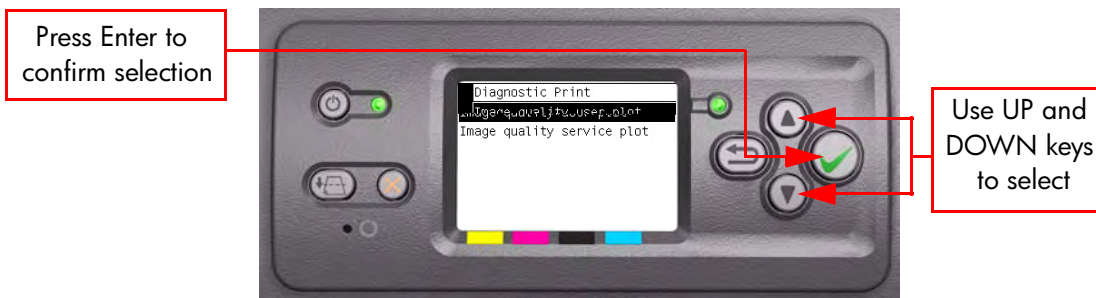 Press Enter to
confirm selection
Diagnostic Print
Image quality service plot
Use UP and
DOWN keys
to select